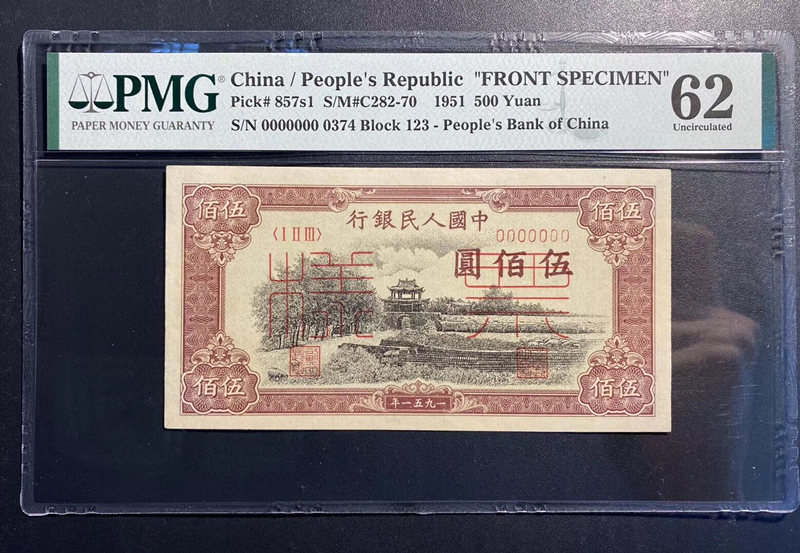 PMG® China / People's Republic "FRONT SPECIMEN" 62
PAPER MONEY GUARANTY Pick# 857s1 S/M#C282-70 1951 500 Yuan Uncirculated
S/N 0000000 0374 Block 123 - People's Bank of China
伍佰
伍佰
中國人民銀行
〈I II III〉 0000000
伍佰圓
票樣
伍佰
伍佰
一九五一年